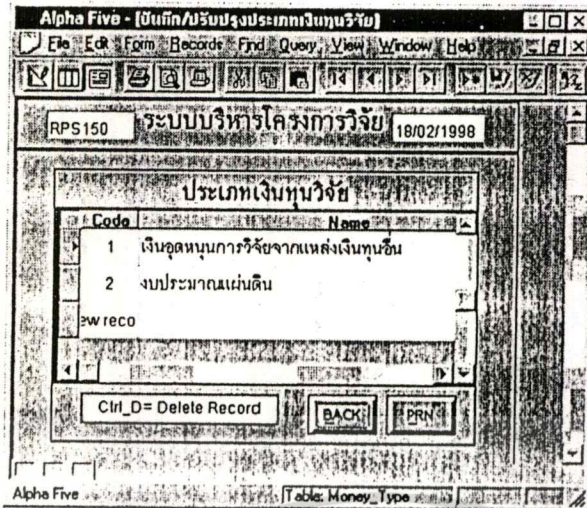 Alpha Five - [บันทึก/ปรับปรุงประเภทเงินทุนวิจัย]
File Edit Form Records Find Query View Window Help
RPS150 ระบบบริหารโครงการวิจัย 18/02/1998
ประเภทเงินทุนวิจัย
Code Name
1 เงินอุดหนุนการวิจัยจากแหล่งเงินทุนอื่น
2 งบประมาณแผ่นดิน
ew reco
Ctrl_D= Delete Record BACK PRN
Alpha Five Table: Money_Type